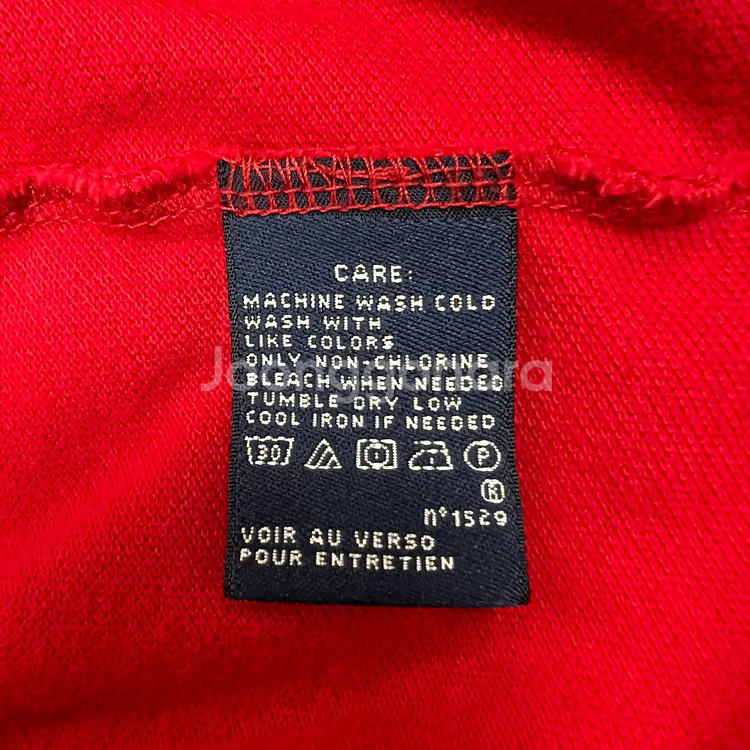 CARE:
MACHINE WASH COLD
WASH WITH
LIKE COLORS
ONLY NON-CHLORINE
BLEACH WHEN NEEDED
TUMBLE DRY LOW
COOL IRON IF NEEDED
30 P
K
n° 1529
VOIR AU VERSO
POUR ENTRETIEN